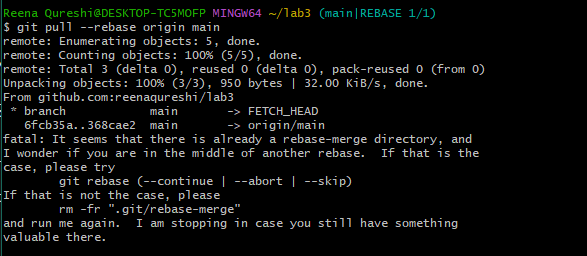 Reena Qureshi@DESKTOP-TC5MOFP MINGW64 ~/lab3 (main|REBASE 1/1)
$ git pull --rebase origin main
remote: Enumerating objects: 5, done.
remote: Counting objects: 100% (5/5), done.
remote: Total 3 (delta 0), reused 0 (delta 0), pack-reused 0 (from 0)
Unpacking objects: 100% (3/3), 950 bytes | 32.00 KiB/s, done.
From github.com:reenaqureshi/lab3
 * branch            main       -> FETCH_HEAD
   6fcb35a..368cae2  main       -> origin/main
fatal: It seems that there is already a rebase-merge directory, and
I wonder if you are in the middle of another rebase.  If that is the
case, please try
        git rebase (--continue | --abort | --skip)
If that is not the case, please
        rm -fr ".git/rebase-merge"
and run me again.  I am stopping in case you still have something
valuable there.